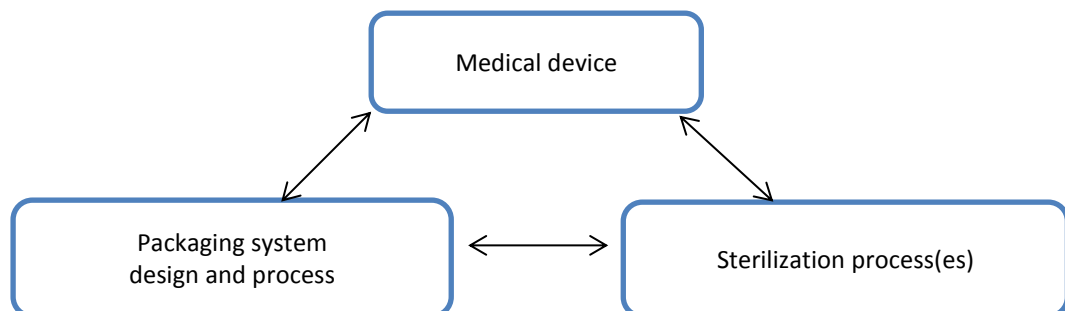 Medical device
Packaging system
design and process
Sterilization process(es)